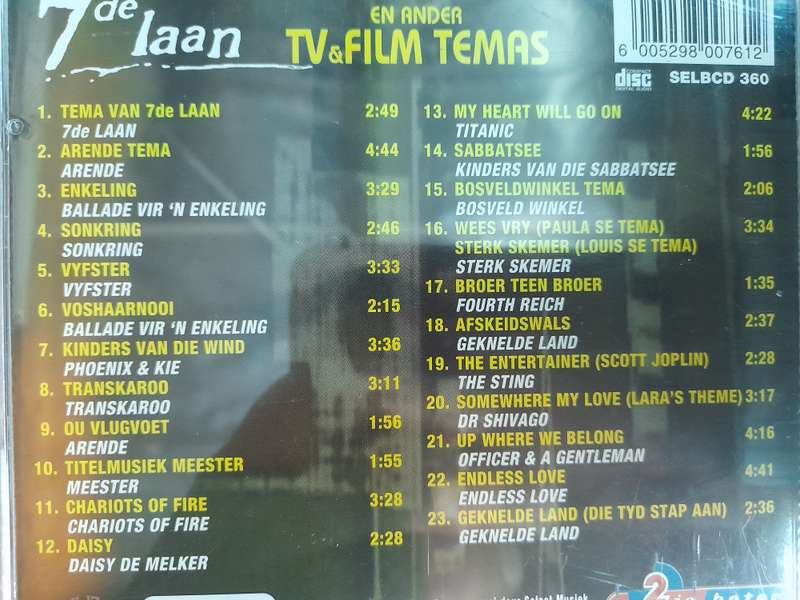 7de laan
EN ANDER
TV & FILM TEMAS
6 005298 007612
COMPACT
disc
DIGITAL AUDIO
SELBCD 360
1. TEMA VAN 7de LAAN 2:49
7de LAAN
2. ARENDE TEMA 4:44
ARENDE
3. ENKELING 3:29
BALLADE VIR 'N ENKELING
4. SONKRING 2:46
SONKRING
5. VYFSTER 3:33
VYFSTER
6. VOSHAARNOOI 2:15
BALLADE VIR 'N ENKELING
7. KINDERS VAN DIE WIND 3:36
PHOENIX & KIE
8. TRANSKAROO 3:11
TRANSKAROO
9. OU VLUGVOET 1:56
ARENDE
10. TITELMUSIEK MEESTER 1:55
MEESTER
11. CHARIOTS OF FIRE 3:28
CHARIOTS OF FIRE
12. DAISY 2:28
DAISY DE MELKER
13. MY HEART WILL GO ON 4:22
TITANIC
14. SABBATSEE 1:56
KINDERS VAN DIE SABBATSEE
15. BOSVELDWINKEL TEMA 2:06
BOSVELD WINKEL
16. WEES VRY (PAULA SE TEMA) 3:34
STERK SKEMER (LOUIS SE TEMA)
STERK SKEMER
17. BROER TEEN BROER 1:35
FOURTH REICH
18. AFSKEIDSWALS 2:37
GEKNELDE LAND
19. THE ENTERTAINER (SCOTT JOPLIN) 2:28
THE STING
20. SOMEWHERE MY LOVE (LARA'S THEME) 3:17
DR SHIVAGO
21. UP WHERE WE BELONG 4:16
OFFICER & A GENTLEMAN
22. ENDLESS LOVE 4:41
ENDLESS LOVE
23. GEKNELDE LAND (DIE TYD STAP AAN) 2:36
GEKNELDE LAND
deur Select Musiek
2